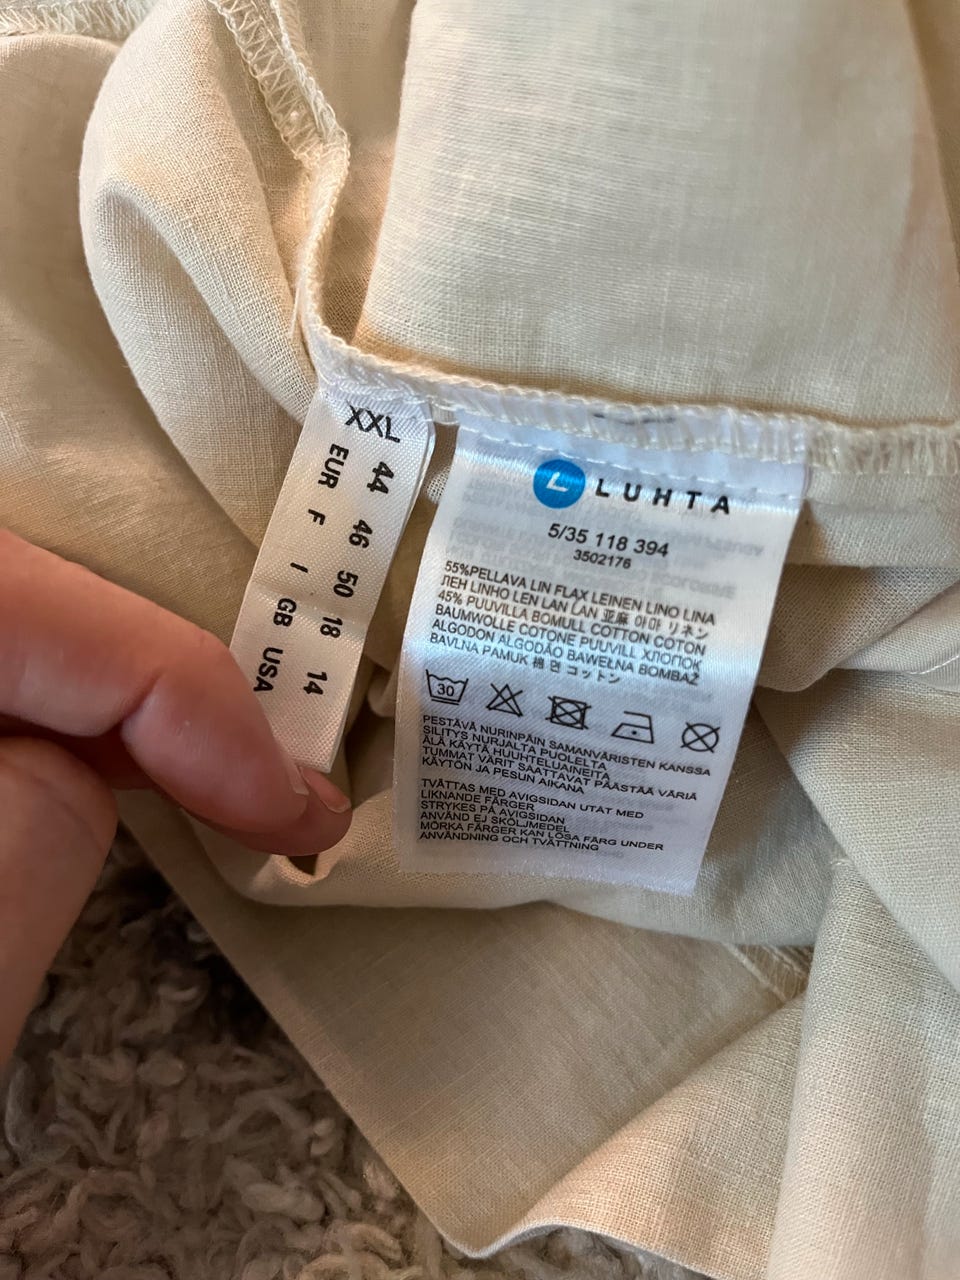 XXL
EUR 44
F 46
I 50
GB 18
USA 14
LUHTA
5/35 118 394
3502176
55%PELLAVA LIN FLAX LEINEN LINO LINA
ЛЕН LINHO LEN LAN LAN 亚麻 아마 リネン
45% PUUVILLA BOMULL COTTON COTON
BAUMWOLLE COTONE PUUVILL ХЛОПОК
ALGODON ALGODÃO BAWEŁNA BOMBAŽ
BAVLNA PAMUK 棉 면 コットン
30
PESTÄVÄ NURINPÄIN SAMANVÄRISTEN KANSSA
SILITYS NURJALTA PUOLELTA
ÄLÄ KÄYTÄ HUUHTELUAINEITA
TUMMAT VÄRIT SAATTAVAT PÄÄSTÄÄ VÄRIÄ
KÄYTÖN JA PESUN AIKANA
TVÄTTAS MED AVIGSIDAN UTÅT MED
LIKNANDE FÄRGER
STRYKES PÅ AVIGSIDAN
ANVÄND EJ SKÖLJMEDEL
MÖRKA FÄRGER KAN LÖSA FÄRG UNDER
ANVÄNDNING OCH TVÄTTNING